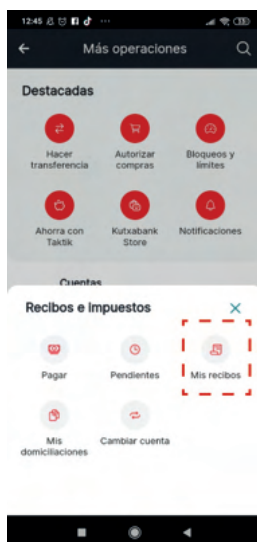 12:45
Más operaciones
Destacadas
Hacer
transferencia
Autorizar
compras
Bloqueos y
límites
Ahorra con
Taktik
Kutxabank
Store
Notificaciones
Cuentas
Recibos e impuestos
Pagar
Pendientes
Mis recibos
Mis
domiciliaciones
Cambiar cuenta